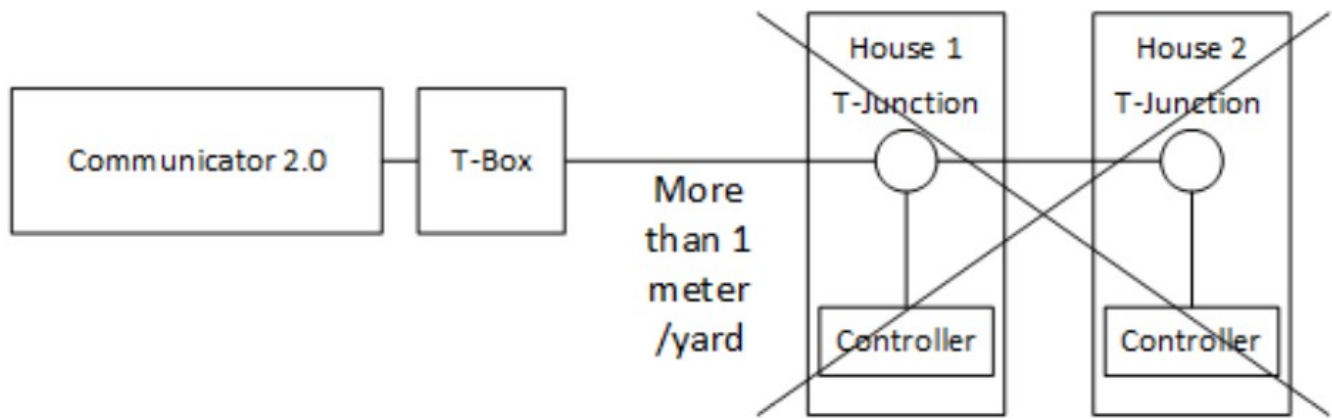 Communicator 2.0
T-Box
More
than 1
meter
/yard
House 1
T-Junction
Controller
House 2
T-Junction
Controller